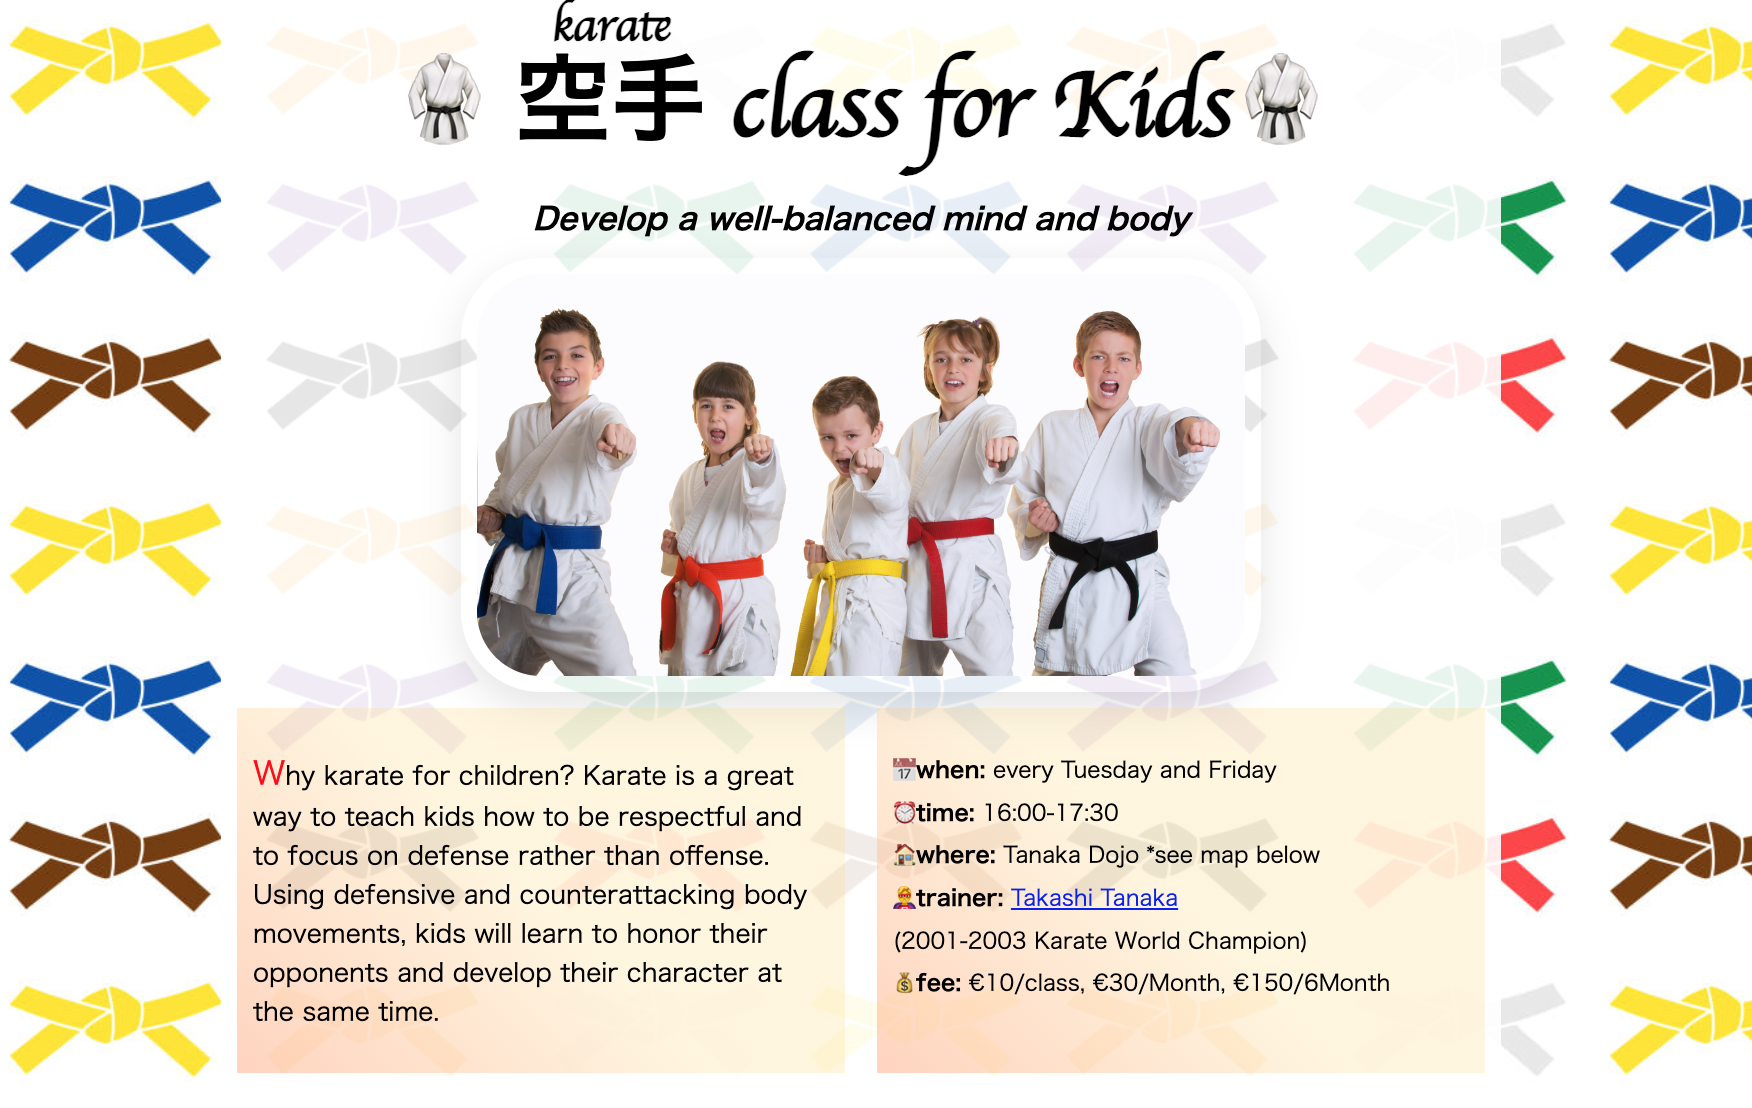 karate
空手 class for Kids
Develop a well-balanced mind and body
Why karate for children? Karate is a great
way to teach kids how to be respectful and
to focus on defense rather than offense.
Using defensive and counterattacking body
movements, kids will learn to honor their
opponents and develop their character at
the same time.
17 when: every Tuesday and Friday
time: 16:00-17:30
where: Tanaka Dojo *see map below
trainer: Takashi Tanaka
(2001-2003 Karate World Champion)
fee: €10/class, €30/Month, €150/6Month